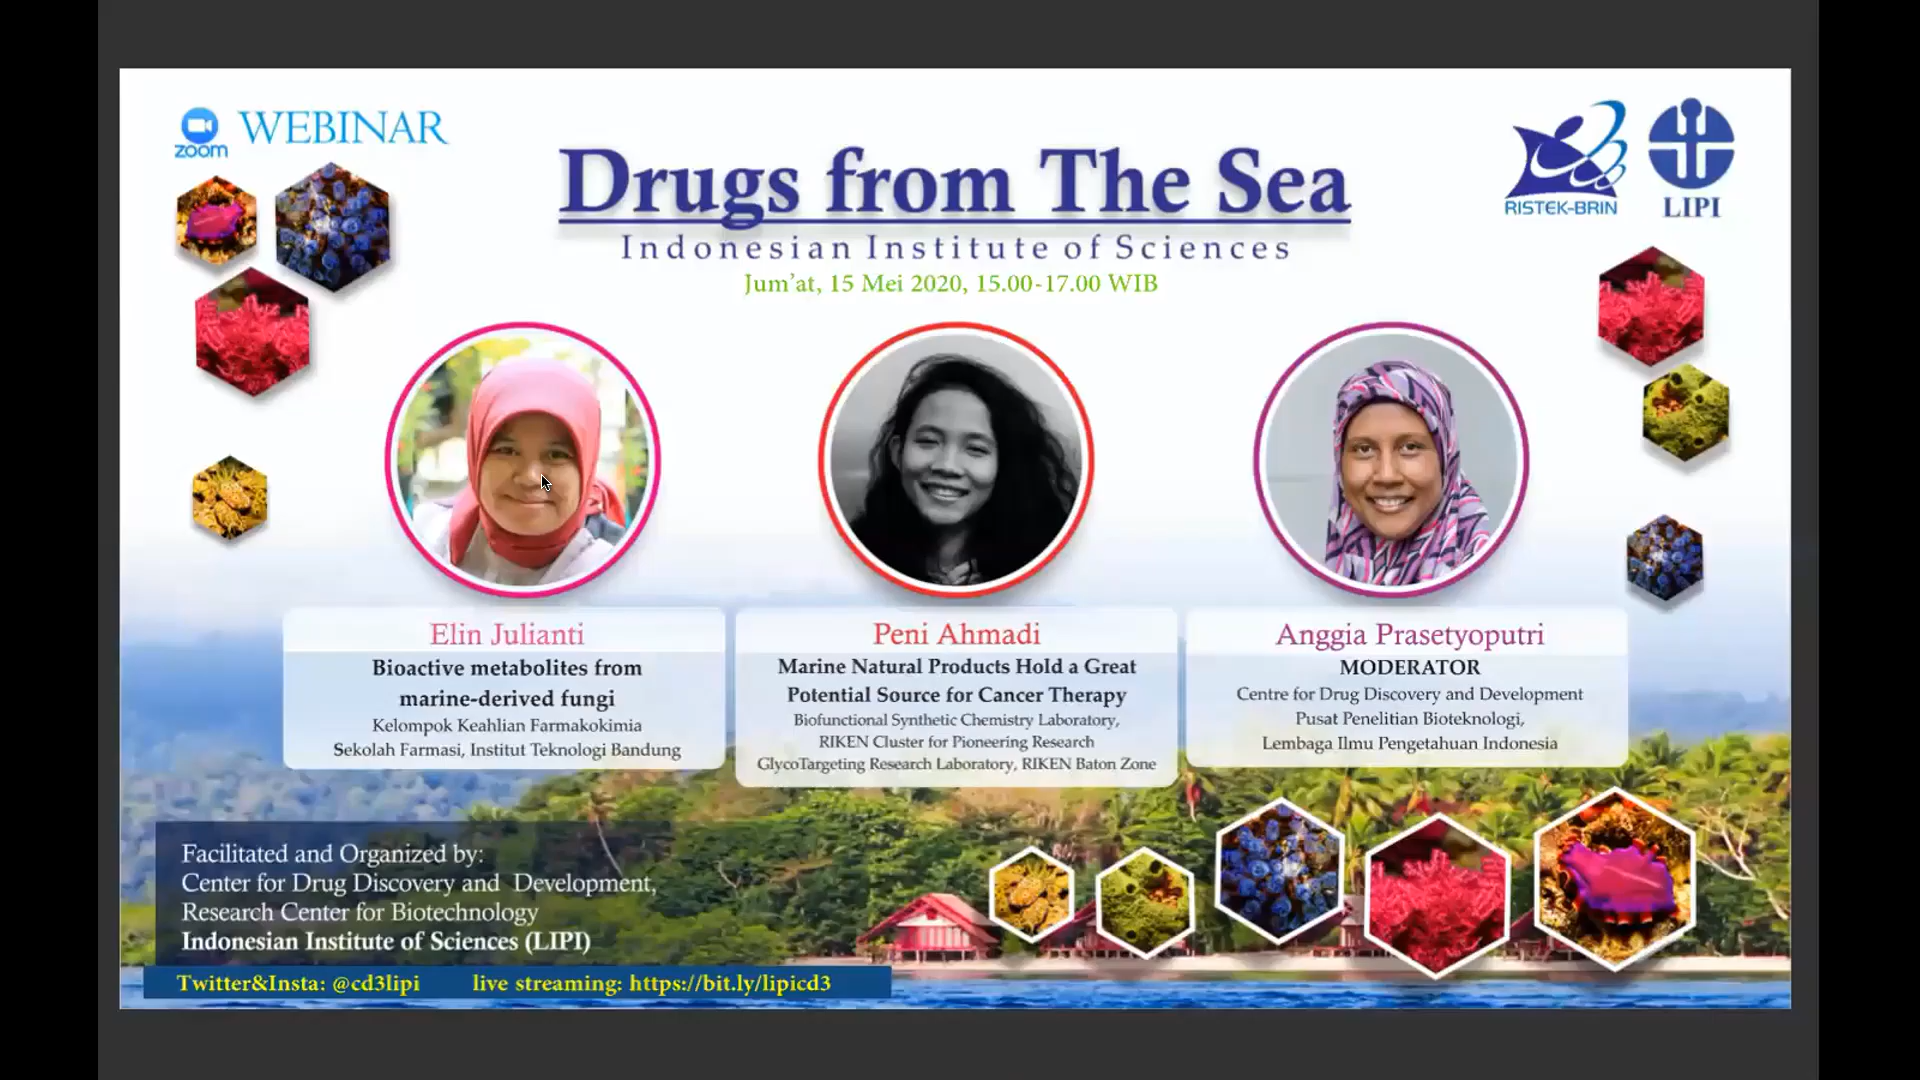 zoom
WEBINAR
Drugs from The Sea
Indonesian Institute of Sciences
Jum'at, 15 Mei 2020, 15.00-17.00 WIB
RISTEK-BRIN
LIPI
Elin Julianti
Bioactive metabolites from
marine-derived fungi
Kelompok Keahlian Farmakokimia
Sekolah Farmasi, Institut Teknologi Bandung
Peni Ahmadi
Marine Natural Products Hold a Great
Potential Source for Cancer Therapy
Biofunctional Synthetic Chemistry Laboratory,
RIKEN Cluster for Pioneering Research
GlycoTargeting Research Laboratory, RIKEN Baton Zone
Anggia Prasetyoputri
MODERATOR
Centre for Drug Discovery and Development
Pusat Penelitian Bioteknologi,
Lembaga Ilmu Pengetahuan Indonesia
Facilitated and Organized by:
Center for Drug Discovery and Development,
Research Center for Biotechnology
Indonesian Institute of Sciences (LIPI)
Twitter&Insta: @cd3lipi live streaming: https://bit.ly/lipicd3